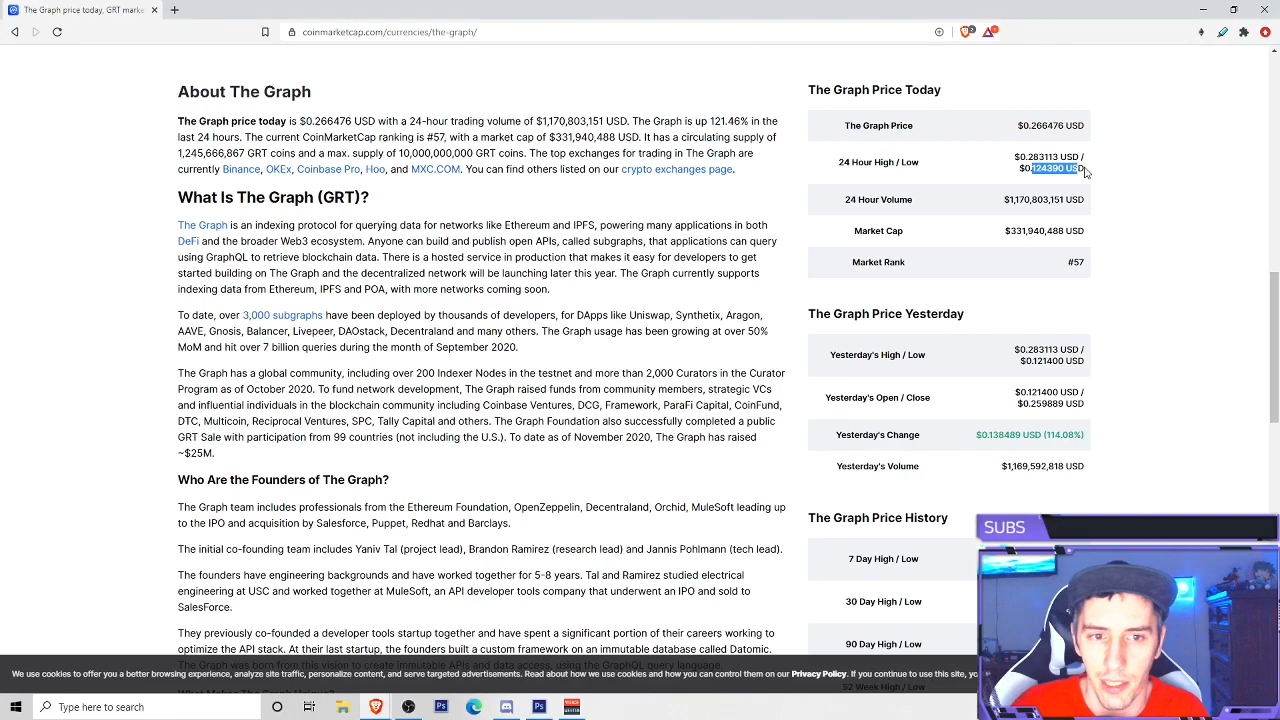 The Graph price today, GRT marke
coinmarketcap.com/currencies/the-graph/
About The Graph
The Graph price today is $0.266476 USD with a 24-hour trading volume of $1,170,803,151 USD. The Graph is up 121.46% in the
last 24 hours. The current CoinMarketCap ranking is #57, with a market cap of $331,940,488 USD. It has a circulating supply of
1,245,666,867 GRT coins and a max. supply of 10,000,000,000 GRT coins. The top exchanges for trading in The Graph are
currently Binance, OKEx, Coinbase Pro, Hoo, and MXC.COM. You can find others listed on our crypto exchanges page.
What Is The Graph (GRT)?
The Graph is an indexing protocol for querying data for networks like Ethereum and IPFS, powering many applications in both
DeFi and the broader Web3 ecosystem. Anyone can build and publish open APIs, called subgraphs, that applications can query
using GraphQL to retrieve blockchain data. There is a hosted service in production that makes it easy for developers to get
started building on The Graph and the decentralized network will be launching later this year. The Graph currently supports
indexing data from Ethereum, IPFS and POA, with more networks coming soon.
To date, over 3,000 subgraphs have been deployed by thousands of developers, for DApps like Uniswap, Synthetix, Aragon,
AAVE, Gnosis, Balancer, Livepeer, DAOstack, Decentraland and many others. The Graph usage has been growing at over 50%
MoM and hit over 7 billion queries during the month of September 2020.
The Graph has a global community, including over 200 Indexer Nodes in the testnet and more than 2,000 Curators in the Curator
Program as of October 2020. To fund network development, The Graph raised funds from community members, strategic VCs
and influential individuals in the blockchain community including Coinbase Ventures, DCG, Framework, ParaFi Capital, CoinFund,
DTC, Multicoin, Reciprocal Ventures, SPC, Tally Capital and others. The Graph Foundation also successfully completed a public
GRT Sale with participation from 99 countries (not including the U.S.). To date as of November 2020, The Graph has raised
~$25M.
Who Are the Founders of The Graph?
The Graph team includes professionals from the Ethereum Foundation, OpenZeppelin, Decentraland, Orchid, MuleSoft leading up
to the IPO and acquisition by Salesforce, Puppet, Redhat and Barclays.
The initial co-founding team includes Yaniv Tal (project lead), Brandon Ramirez (research lead) and Jannis Pohlmann (tech lead).
The founders have engineering backgrounds and have worked together for 5-8 years. Tal and Ramirez studied electrical
engineering at USC and worked together at MuleSoft, an API developer tools company that underwent an IPO and sold to
SalesForce.
They previously co-founded a developer tools startup together and have spent a significant portion of their careers working to
optimize the API stack. At their last startup, the founders built a custom framework on an immutable database called Datomic.
The Graph was born from this vision to create immutable APIs and data access, using the GraphQL query language.
The Graph Price Today
The Graph Price $0.266476 USD
24 Hour High / Low $0.283113 USD /
$0.124390 USD
24 Hour Volume $1,170,803,151 USD
Market Cap $331,940,488 USD
Market Rank #57
The Graph Price Yesterday
Yesterday's High / Low $0.283113 USD /
$0.121400 USD
Yesterday's Open / Close $0.121400 USD /
$0.259889 USD
Yesterday's Change $0.138489 USD (114.08%)
Yesterday's Volume $1,169,592,818 USD
The Graph Price History
7 Day High / Low
30 Day High / Low
90 Day High / Low
52 Week High / Low
SUBS
We use cookies to offer you a better browsing experience, analyze site traffic, personalize content, and serve targeted advertisements. Read about how we use cookies and how you can control them on our Privacy Policy. If you continue to use this site,
Type here to search